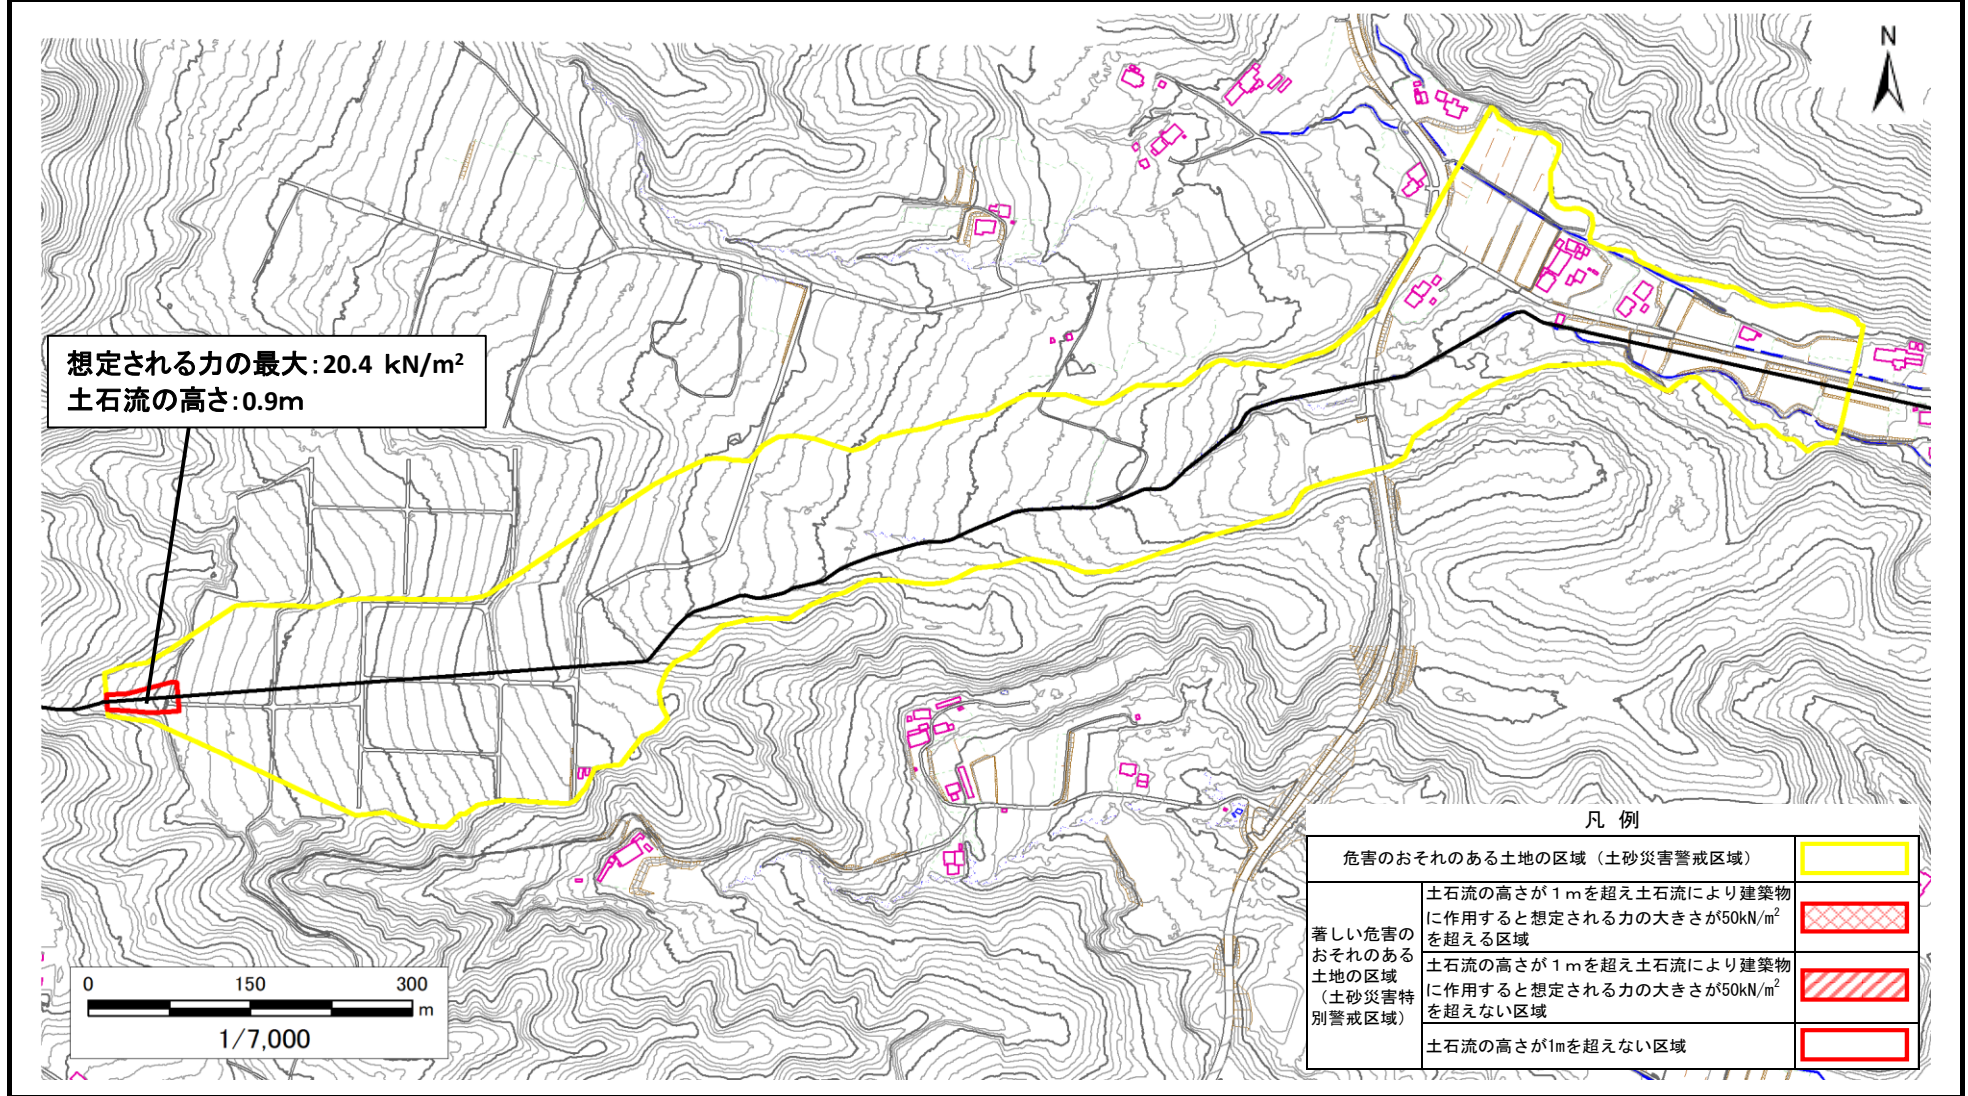 N
想定される力の最大：20.4 kN/m²
土石流の高さ：0.9m
凡 例
危害のおそれのある土地の区域（土砂災害警戒区域）
著しい危害の
おそれのある
土地の区域
（土砂災害特
別警戒区域）
土石流の高さが１ｍを超え土石流により建築物
に作用すると想定される力の大きさが50kN/㎡
を超える区域
土石流の高さが１ｍを超え土石流により建築物
に作用すると想定される力の大きさが50kN/㎡
を超えない区域
土石流の高さが1mを超えない区域
0 150 300
m
1/7,000